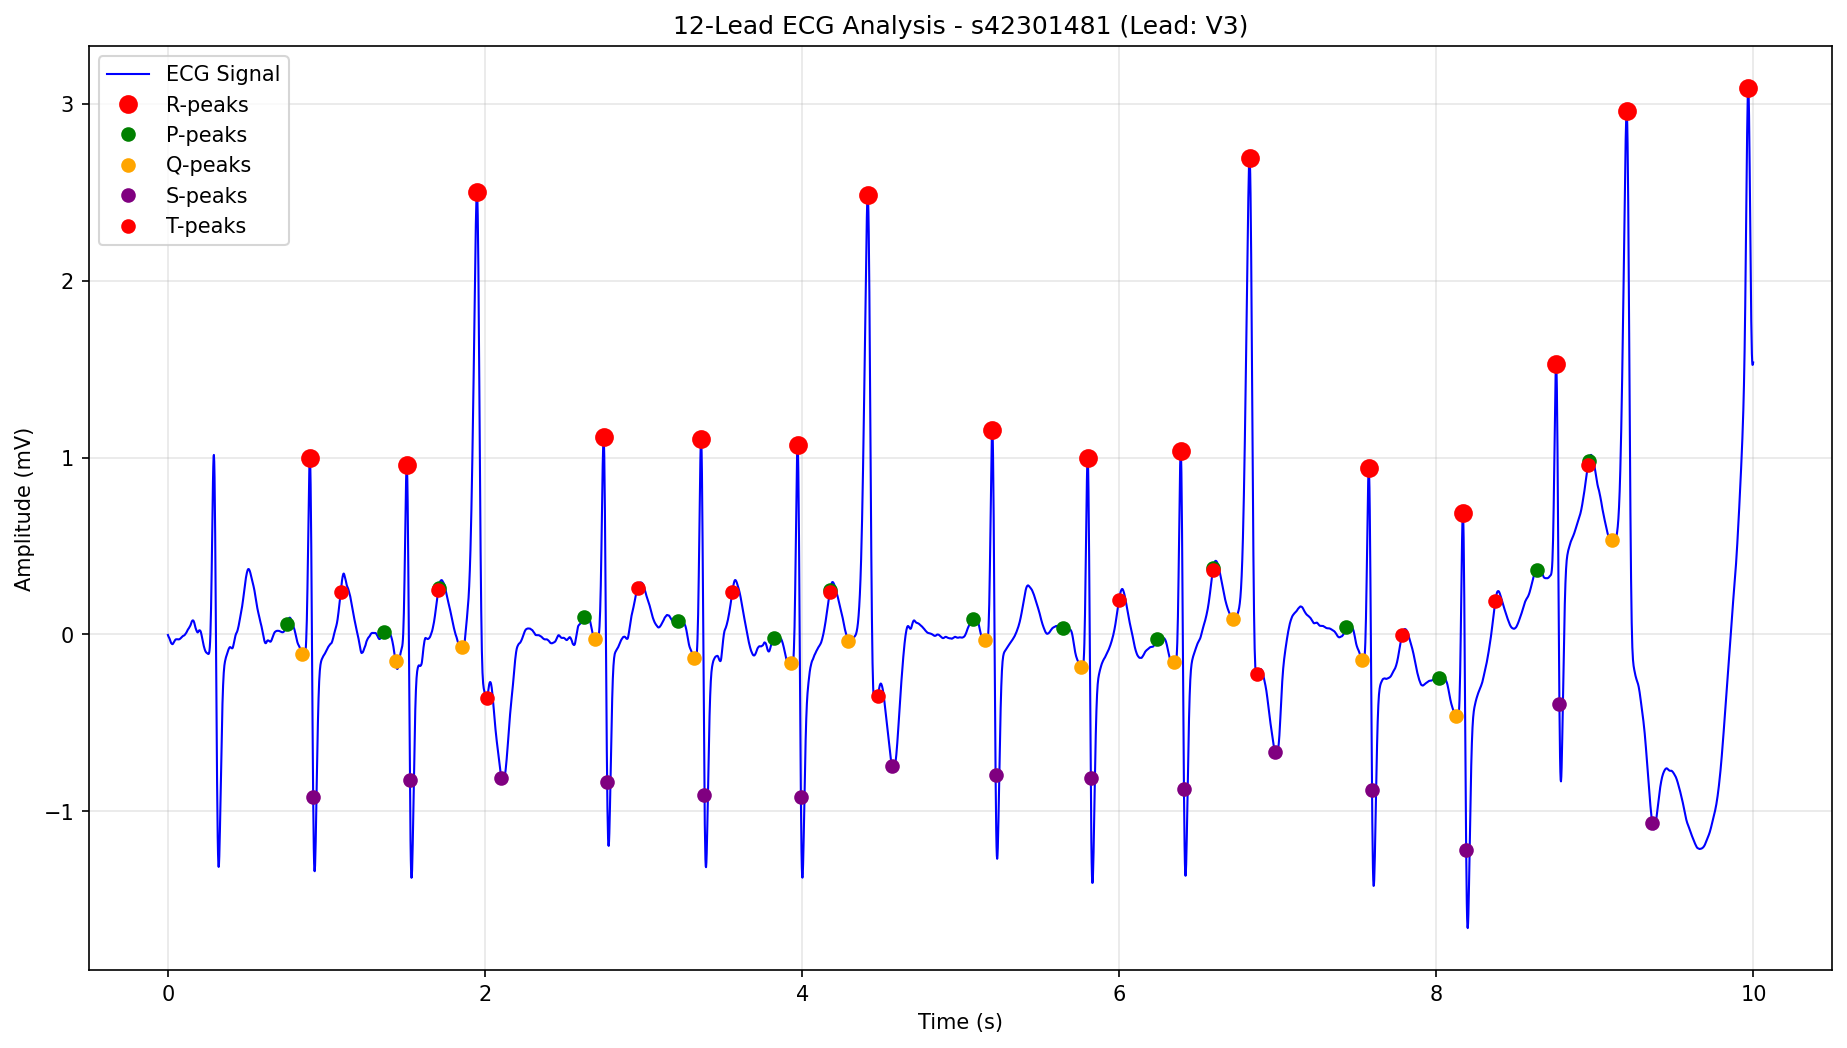 12-Lead ECG Analysis - s42301481 (Lead: V3)
ECG Signal
R-peaks
P-peaks
Q-peaks
S-peaks
T-peaks
Amplitude (mV)
3
2
1
0
−1
0
2
4
6
8
10
Time (s)